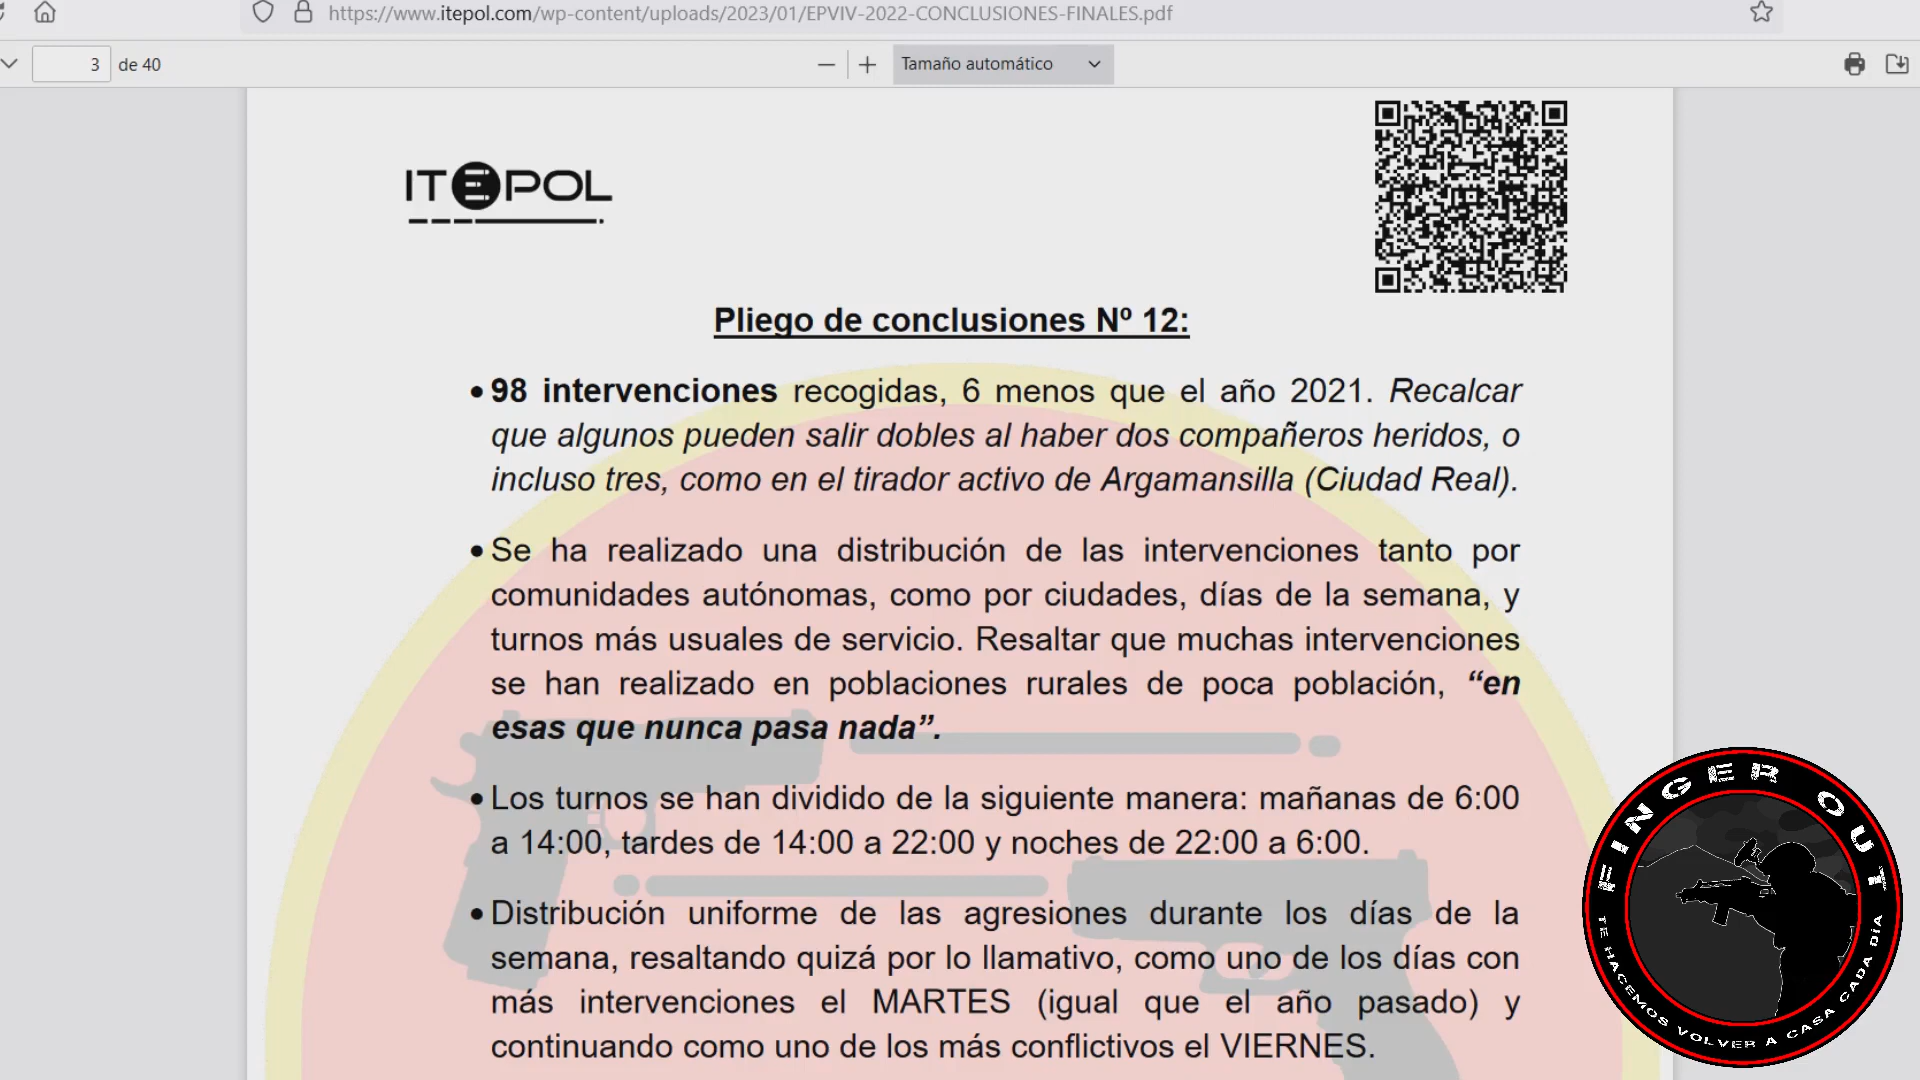 https://www.itepol.com/wp-content/uploads/2023/01/EPVIV-2022-CONCLUSIONES-FINALES.pdf
3 de 40
Tamaño automático
ITEPOL
Pliego de conclusiones Nº 12:
• 98 intervenciones recogidas, 6 menos que el año 2021. Recalcar
que algunos pueden salir dobles al haber dos compañeros heridos, o
incluso tres, como en el tirador activo de Argamansilla (Ciudad Real).
• Se ha realizado una distribución de las intervenciones tanto por
comunidades autónomas, como por ciudades, días de la semana, y
turnos más usuales de servicio. Resaltar que muchas intervenciones
se han realizado en poblaciones rurales de poca población, “en
esas que nunca pasa nada”.
• Los turnos se han dividido de la siguiente manera: mañanas de 6:00
a 14:00, tardes de 14:00 a 22:00 y noches de 22:00 a 6:00.
• Distribución uniforme de las agresiones durante los días de la
semana, resaltando quizá por lo llamativo, como uno de los días con
más intervenciones el MARTES (igual que el año pasado) y
continuando como uno de los más conflictivos el VIERNES.
FINGER OUT
TE HACEMOS VOLVER A CASA CADA DÍA